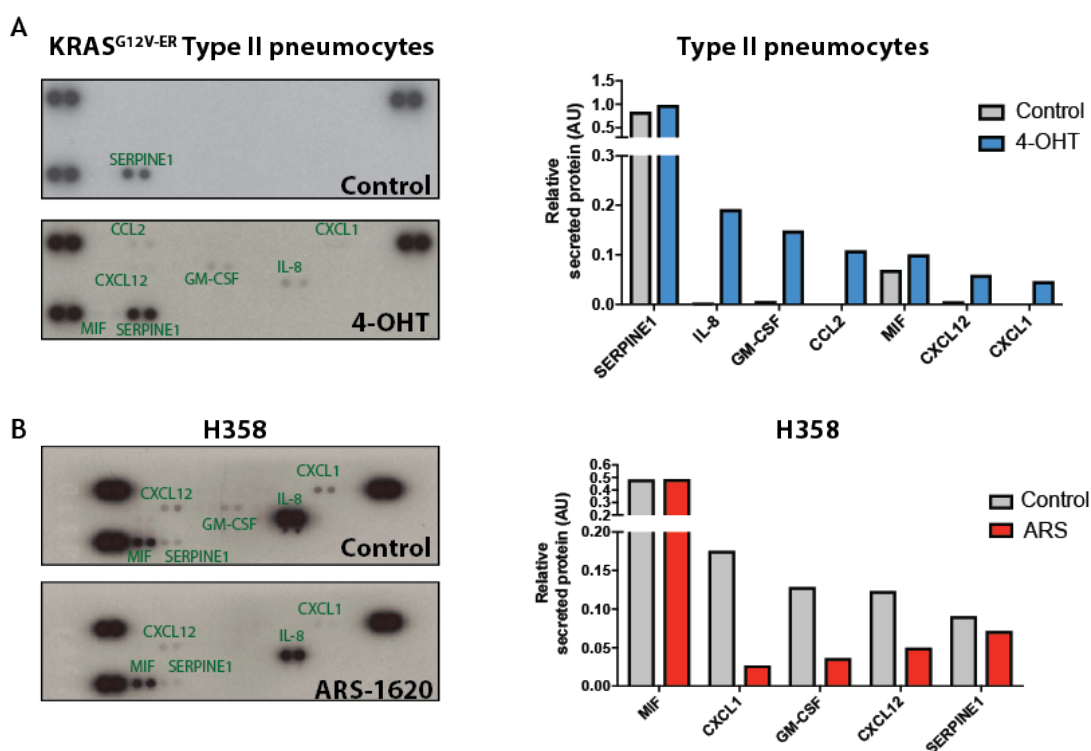 A
KRAS^G12V-ER Type II pneumocytes
SERPINE1
Control
CCL2
CXCL1
CXCL12
GM-CSF
IL-8
MIF
SERPINE1
4-OHT
Type II pneumocytes
Relative
secreted protein (AU)
1.5
1.0
0.5
0.3
0.2
0.1
0.0
Control
4-OHT
SERPINE1
IL-8
GM-CSF
CCL2
MIF
CXCL12
CXCL1
B
H358
CXCL1
CXCL12
IL-8
GM-CSF
MIF
SERPINE1
Control
CXCL1
CXCL12
IL-8
MIF
SERPINE1
ARS-1620
H358
Relative
secreted protein (AU)
0.6
0.5
0.4
0.3
0.2
0.20
0.15
0.10
0.05
0.00
Control
ARS
MIF
CXCL1
GM-CSF
CXCL12
SERPINE1